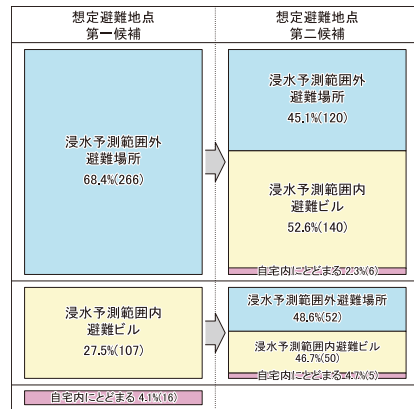 想定避難地点
第一候補
想定避難地点
第二候補
浸水予測範囲外
避難場所
68.4%(266)
浸水予測範囲外
避難場所
45.1%(120)
浸水予測範囲内
避難ビル
52.6%(140)
自宅内にとどまる 2.3%(6)
浸水予測範囲内
避難ビル
27.5%(107)
浸水予測範囲外避難場所
48.6%(52)
浸水予測範囲内避難ビル
46.7%(50)
自宅内にとどまる 4.7%(5)
自宅内にとどまる 4.1%(16)